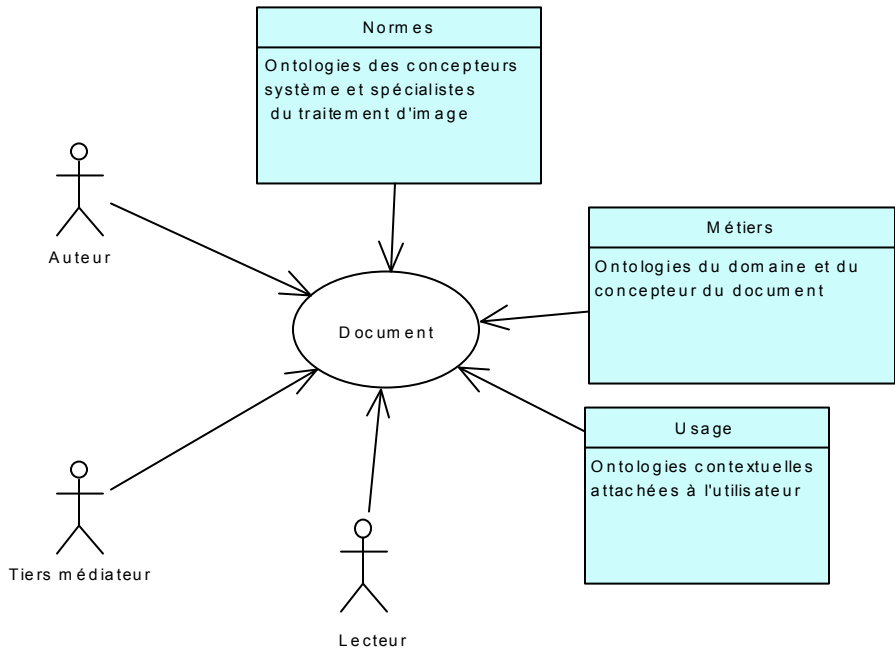 Normes
Ontologies des concepteurs
système et spécialistes
du traitement d'image
Auteur
Métiers
Ontologies du domaine et du
concepteur du document
Document
Usage
Ontologies contextuelles
attachées à l'utilisateur
Tiers médiateur
Lecteur